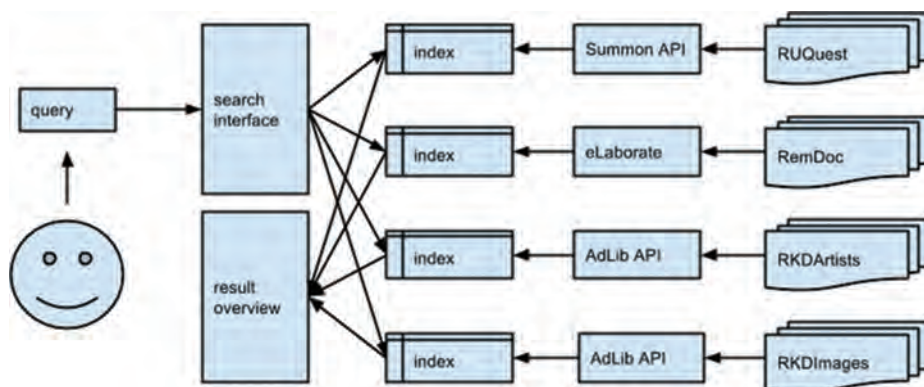 query
search
interface
result
overview
index
Summon API
RUQuest
index
eLaborate
RemDoc
index
AdLib API
RKDArtists
index
AdLib API
RKDImages